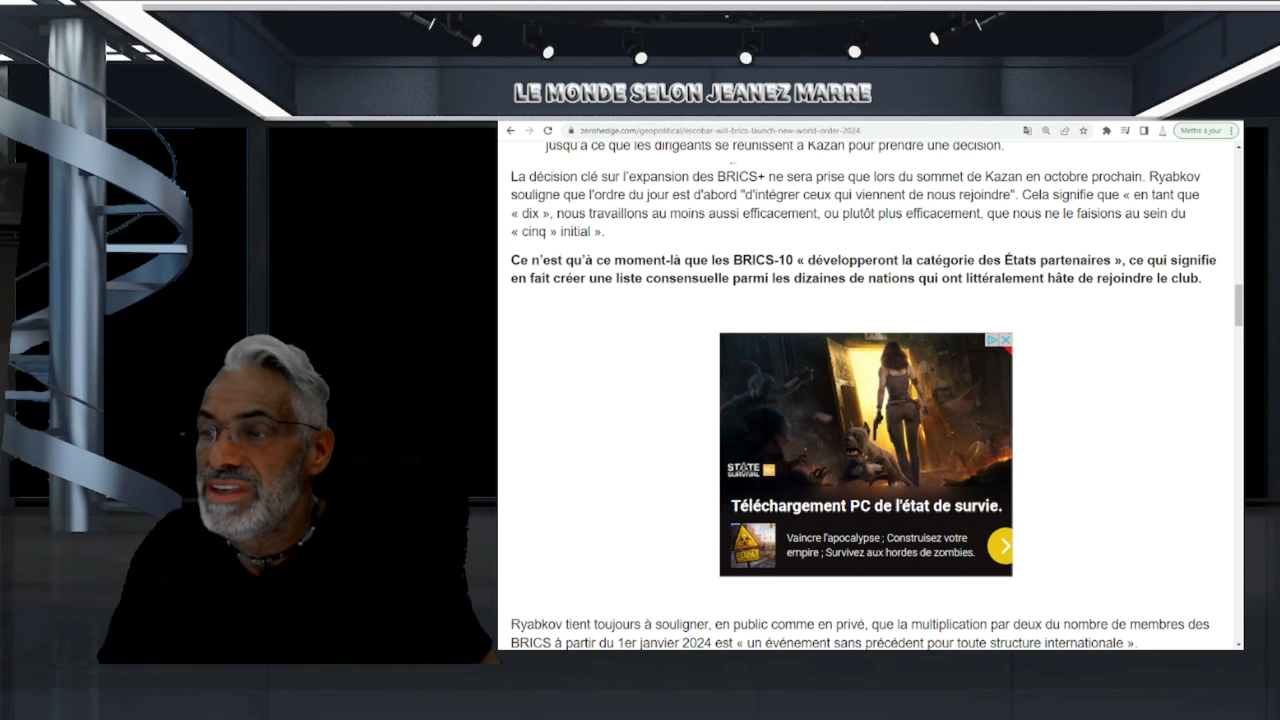 LE MONDE SELON JEANEZ MARRE
zerohedge.com/geopolitical/escobar-will-brics-launch-new-world-order-2024
Mettre à jour
jusqu'à ce que les dirigeants se réunissent à Kazan pour prendre une décision.
La décision clé sur l'expansion des BRICS+ ne sera prise que lors du sommet de Kazan en octobre prochain. Ryabkov
souligne que l'ordre du jour est d'abord "d'intégrer ceux qui viennent de nous rejoindre". Cela signifie que « en tant que
« dix », nous travaillons au moins aussi efficacement, ou plutôt plus efficacement, que nous ne le faisions au sein du
« cinq » initial ».
Ce n'est qu'à ce moment-là que les BRICS-10 « développeront la catégorie des États partenaires », ce qui signifie
en fait créer une liste consensuelle parmi les dizaines de nations qui ont littéralement hâte de rejoindre le club.
STATE
SURVIVAL
Téléchargement PC de l'état de survie.
Vaincre l'apocalypse ; Construisez votre
empire ; Survivez aux hordes de zombies.
Ryabkov tient toujours à souligner, en public comme en privé, que la multiplication par deux du nombre de membres des
BRICS à partir du 1er janvier 2024 est « un événement sans précédent pour toute structure internationale ».